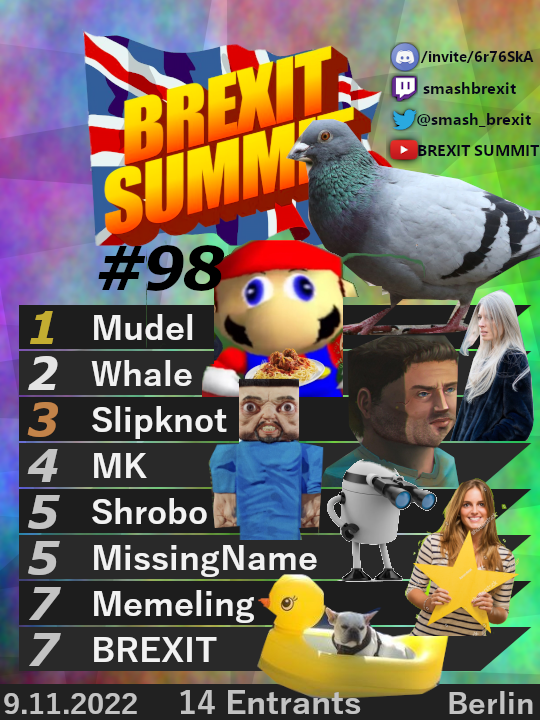 BREXIT
SUMMIT
/invite/6r76SkA
smashbrexit
@smash_brexit
BREXIT SUMMIT
#98
1 Mudel
2 Whale
3 Slipknot
4 MK
5 Shrobo
5 MissingName
7 Memeling
7 BREXIT
9.11.2022 14 Entrants Berlin